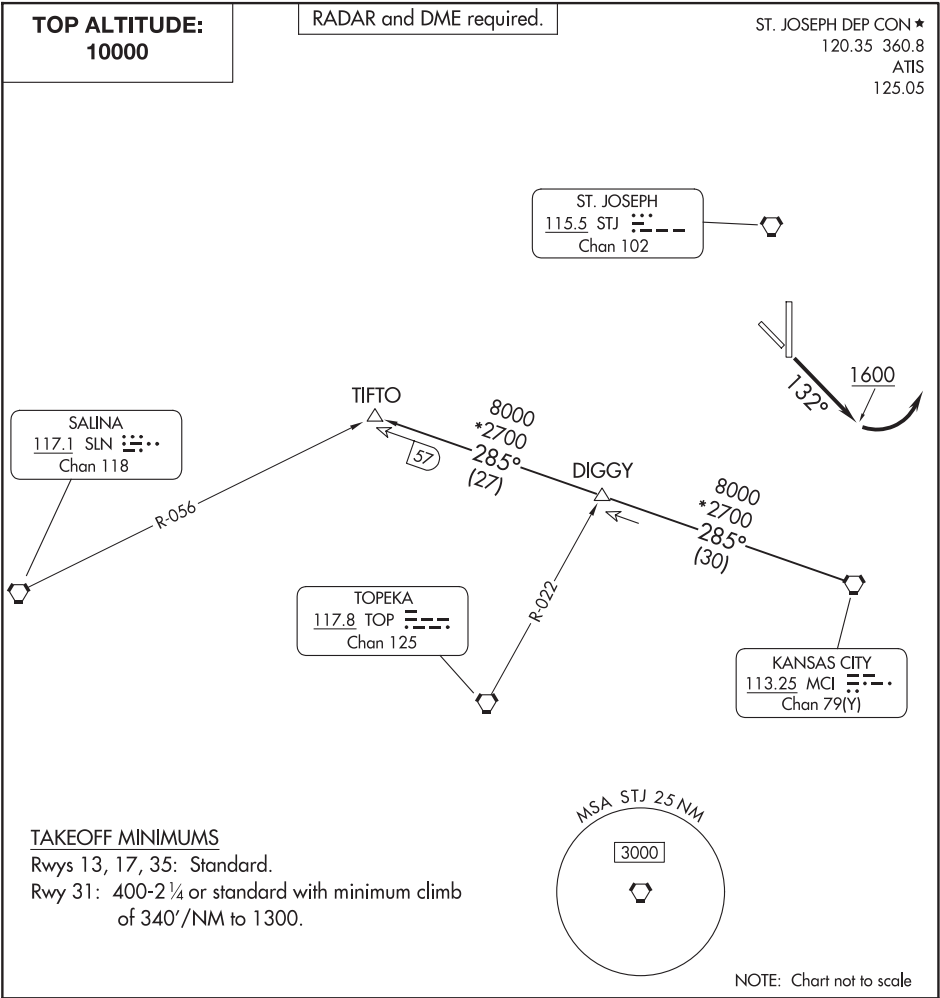 TOP ALTITUDE:
10000
RADAR and DME required.
ST. JOSEPH DEP CON ★
120.35 360.8
ATIS
125.05
ST. JOSEPH
115.5 STJ
Chan 102
132°
1600
TIFTO
8000
*2700
285°
(27)
57
SALINA
117.1 SLN
Chan 118
R-056
DIGGY
8000
*2700
285°
(30)
R-022
TOPEKA
117.8 TOP
Chan 125
KANSAS CITY
113.25 MCI
Chan 79(Y)
TAKEOFF MINIMUMS
Rwys 13, 17, 35: Standard.
Rwy 31: 400-2¼ or standard with minimum climb
of 340'/NM to 1300.
MSA STJ 25 NM
3000
NOTE: Chart not to scale